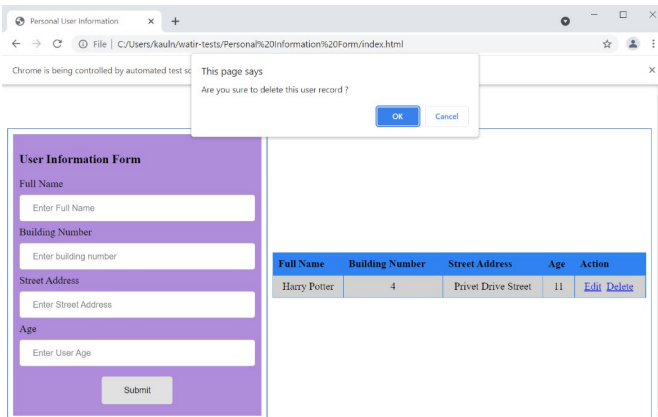 Personal User Information
File | C:/Users/kauln/watir-tests/Personal%20Information%20Form/index.html
Chrome is being controlled by automated test
This page says
Are you sure to delete this user record ?
OK Cancel
User Information Form
Full Name
Enter Full Name
Building Number
Enter building number
Street Address
Enter Street Address
Age
Enter User Age
Submit
Full Name Building Number Street Address Age Action
Harry Potter 4 Privet Drive Street 11 Edit Delete